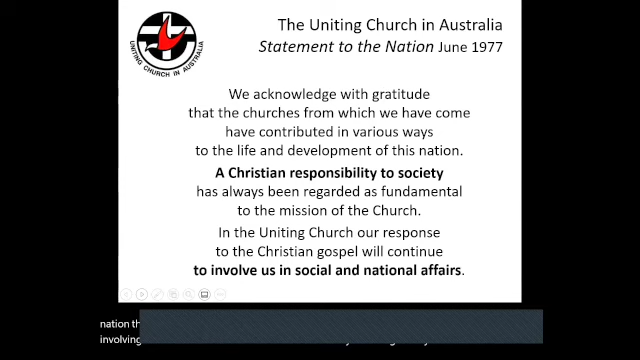 The Uniting Church in Australia
Statement to the Nation June 1977
UNITING CHURCH IN AUSTRALIA
We acknowledge with gratitude
that the churches from which we have come
have contributed in various ways
to the life and development of this nation.
A Christian responsibility to society
has always been regarded as fundamental
to the mission of the Church.
In the Uniting Church our response
to the Christian gospel will continue
to involve us in social and national affairs.
nation
involving